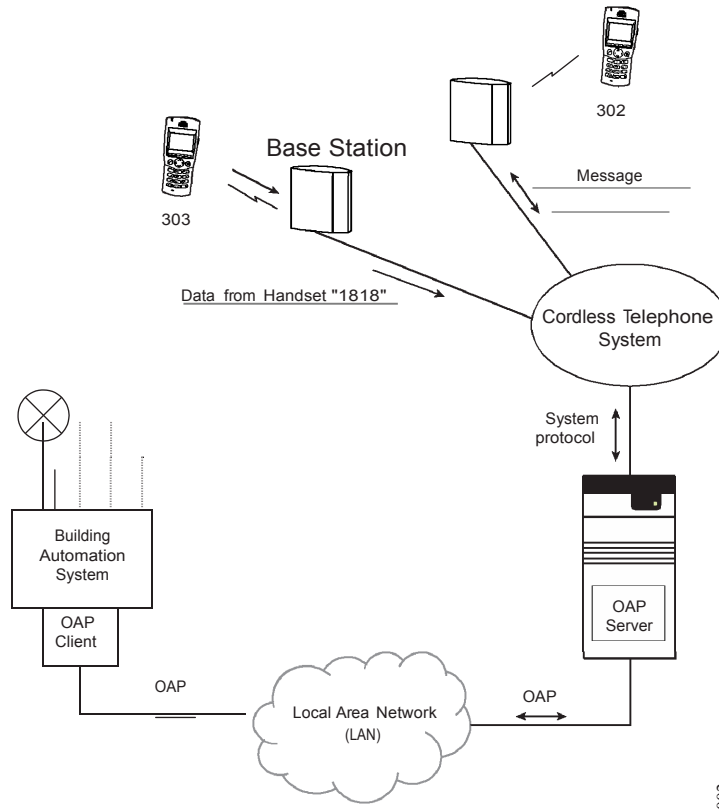 302
Base Station
Message
303
Data from Handset "1818"
Cordless Telephone
System
System
protocol
Building
Automation
System
OAP
Client
OAP
Server
OAP
OAP
Local Area Network
(LAN)